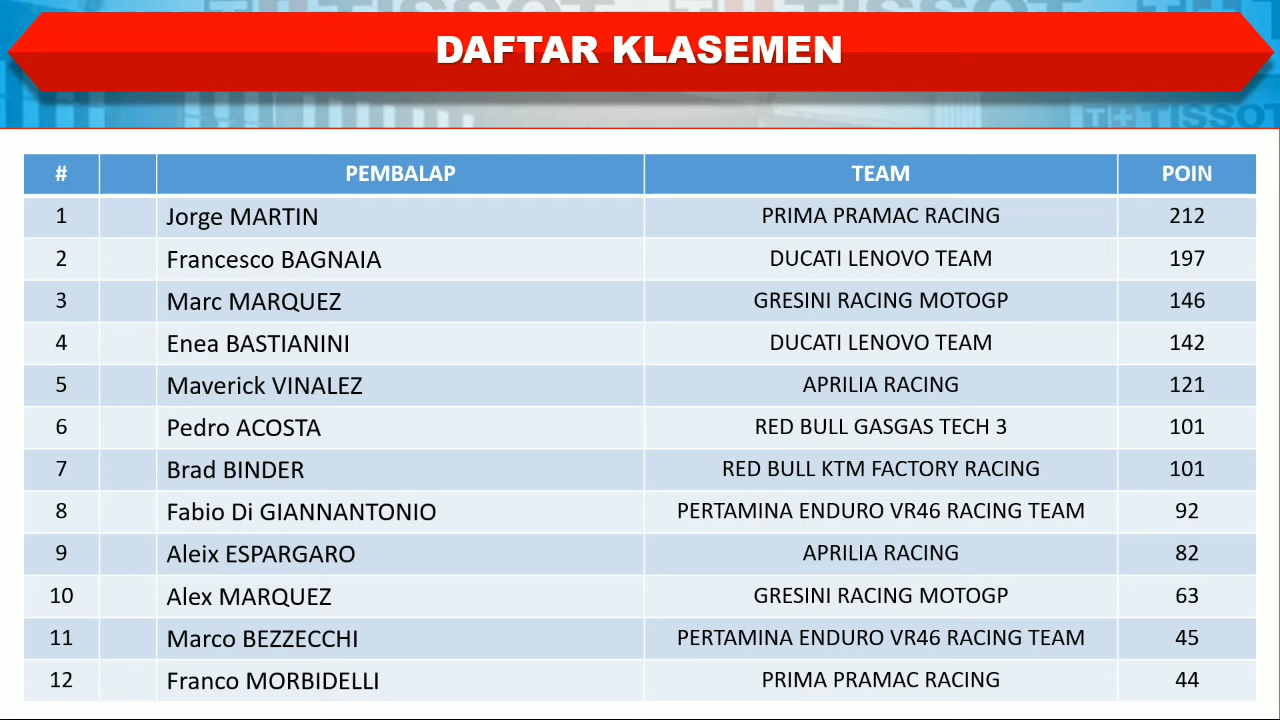 T+TISSOT
DAFTAR KLASEMEN
T+TISSOT
# PEMBALAP TEAM POIN
1 Jorge MARTIN PRIMA PRAMAC RACING 212
2 Francesco BAGNAIA DUCATI LENOVO TEAM 197
3 Marc MARQUEZ GRESINI RACING MOTOGP 146
4 Enea BASTIANINI DUCATI LENOVO TEAM 142
5 Maverick VINALEZ APRILIA RACING 121
6 Pedro ACOSTA RED BULL GASGAS TECH 3 101
7 Brad BINDER RED BULL KTM FACTORY RACING 101
8 Fabio Di GIANNANTONIO PERTAMINA ENDURO VR46 RACING TEAM 92
9 Aleix ESPARGARO APRILIA RACING 82
10 Alex MARQUEZ GRESINI RACING MOTOGP 63
11 Marco BEZZECCHI PERTAMINA ENDURO VR46 RACING TEAM 45
12 Franco MORBIDELLI PRIMA PRAMAC RACING 44